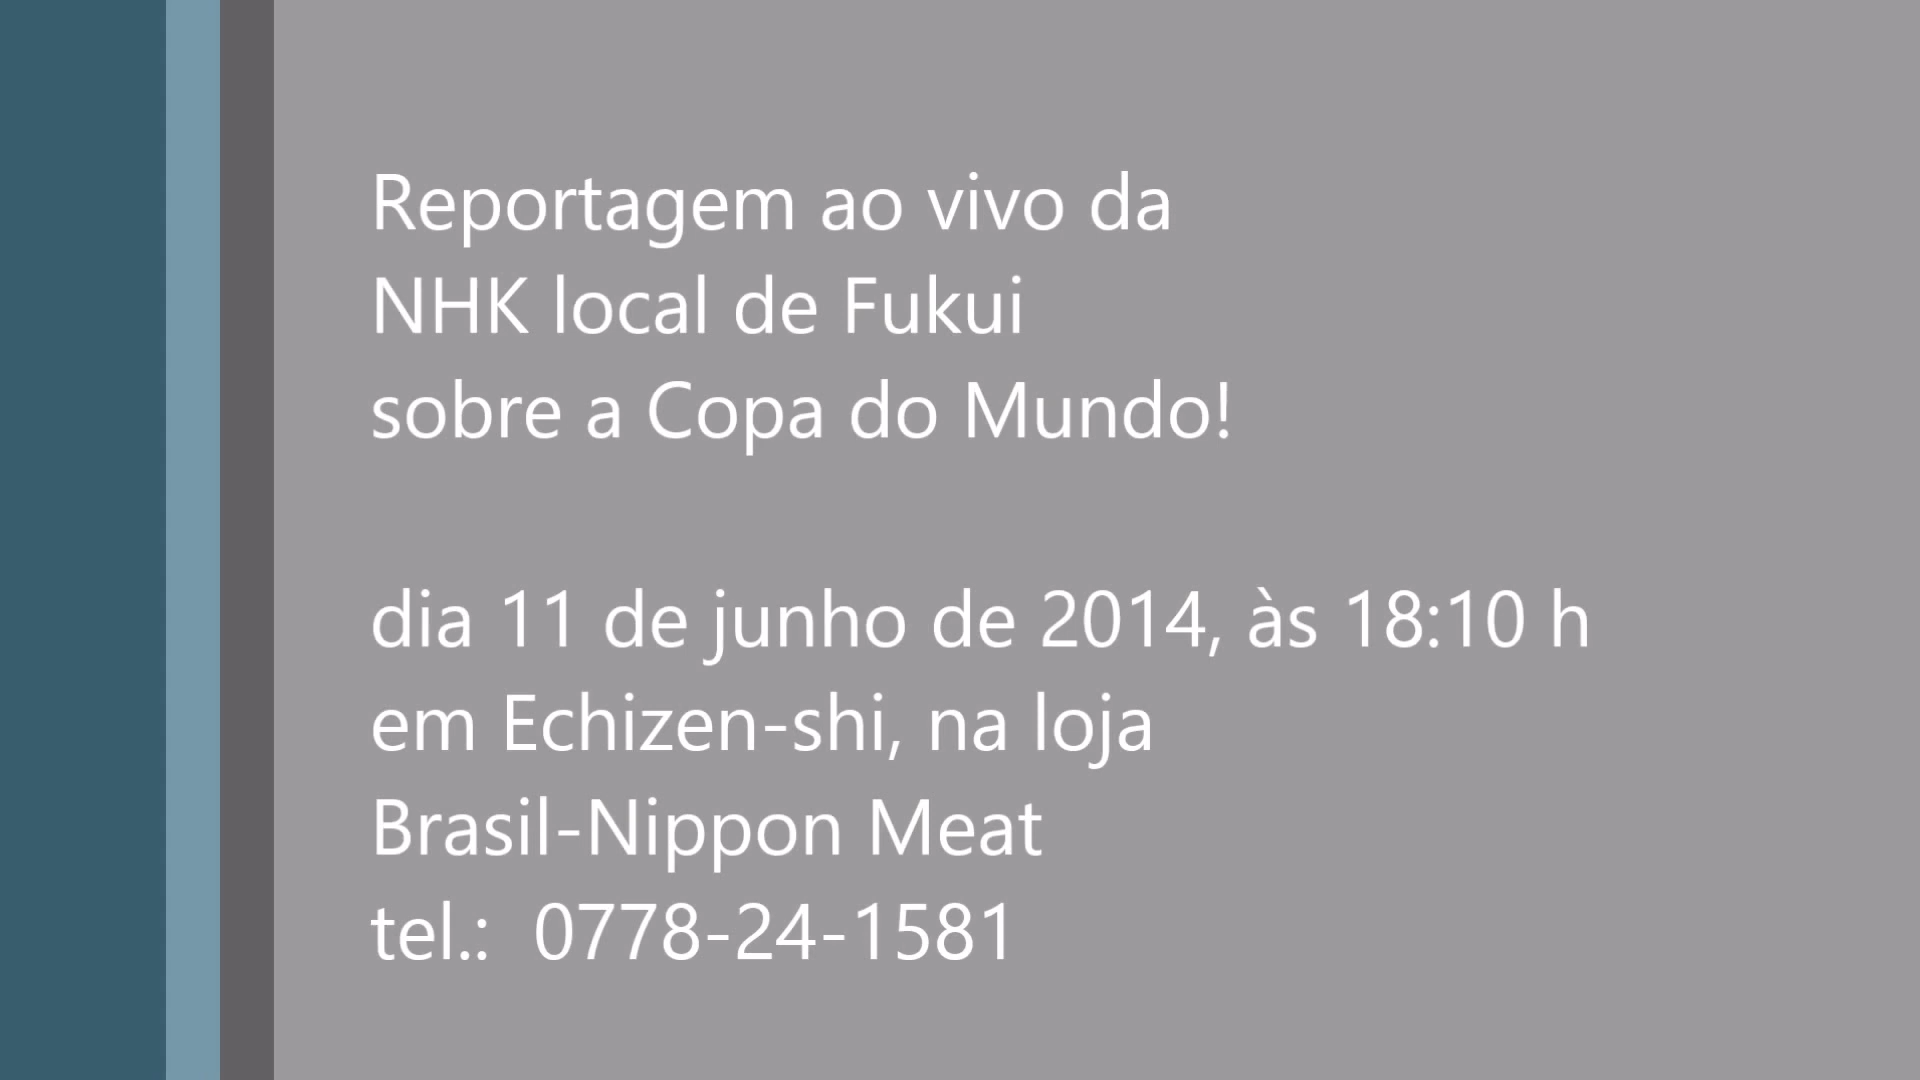 Reportagem ao vivo da
NHK local de Fukui
sobre a Copa do Mundo!
dia 11 de junho de 2014, às 18:10 h
em Echizen-shi, na loja
Brasil-Nippon Meat
tel.:  0778-24-1581